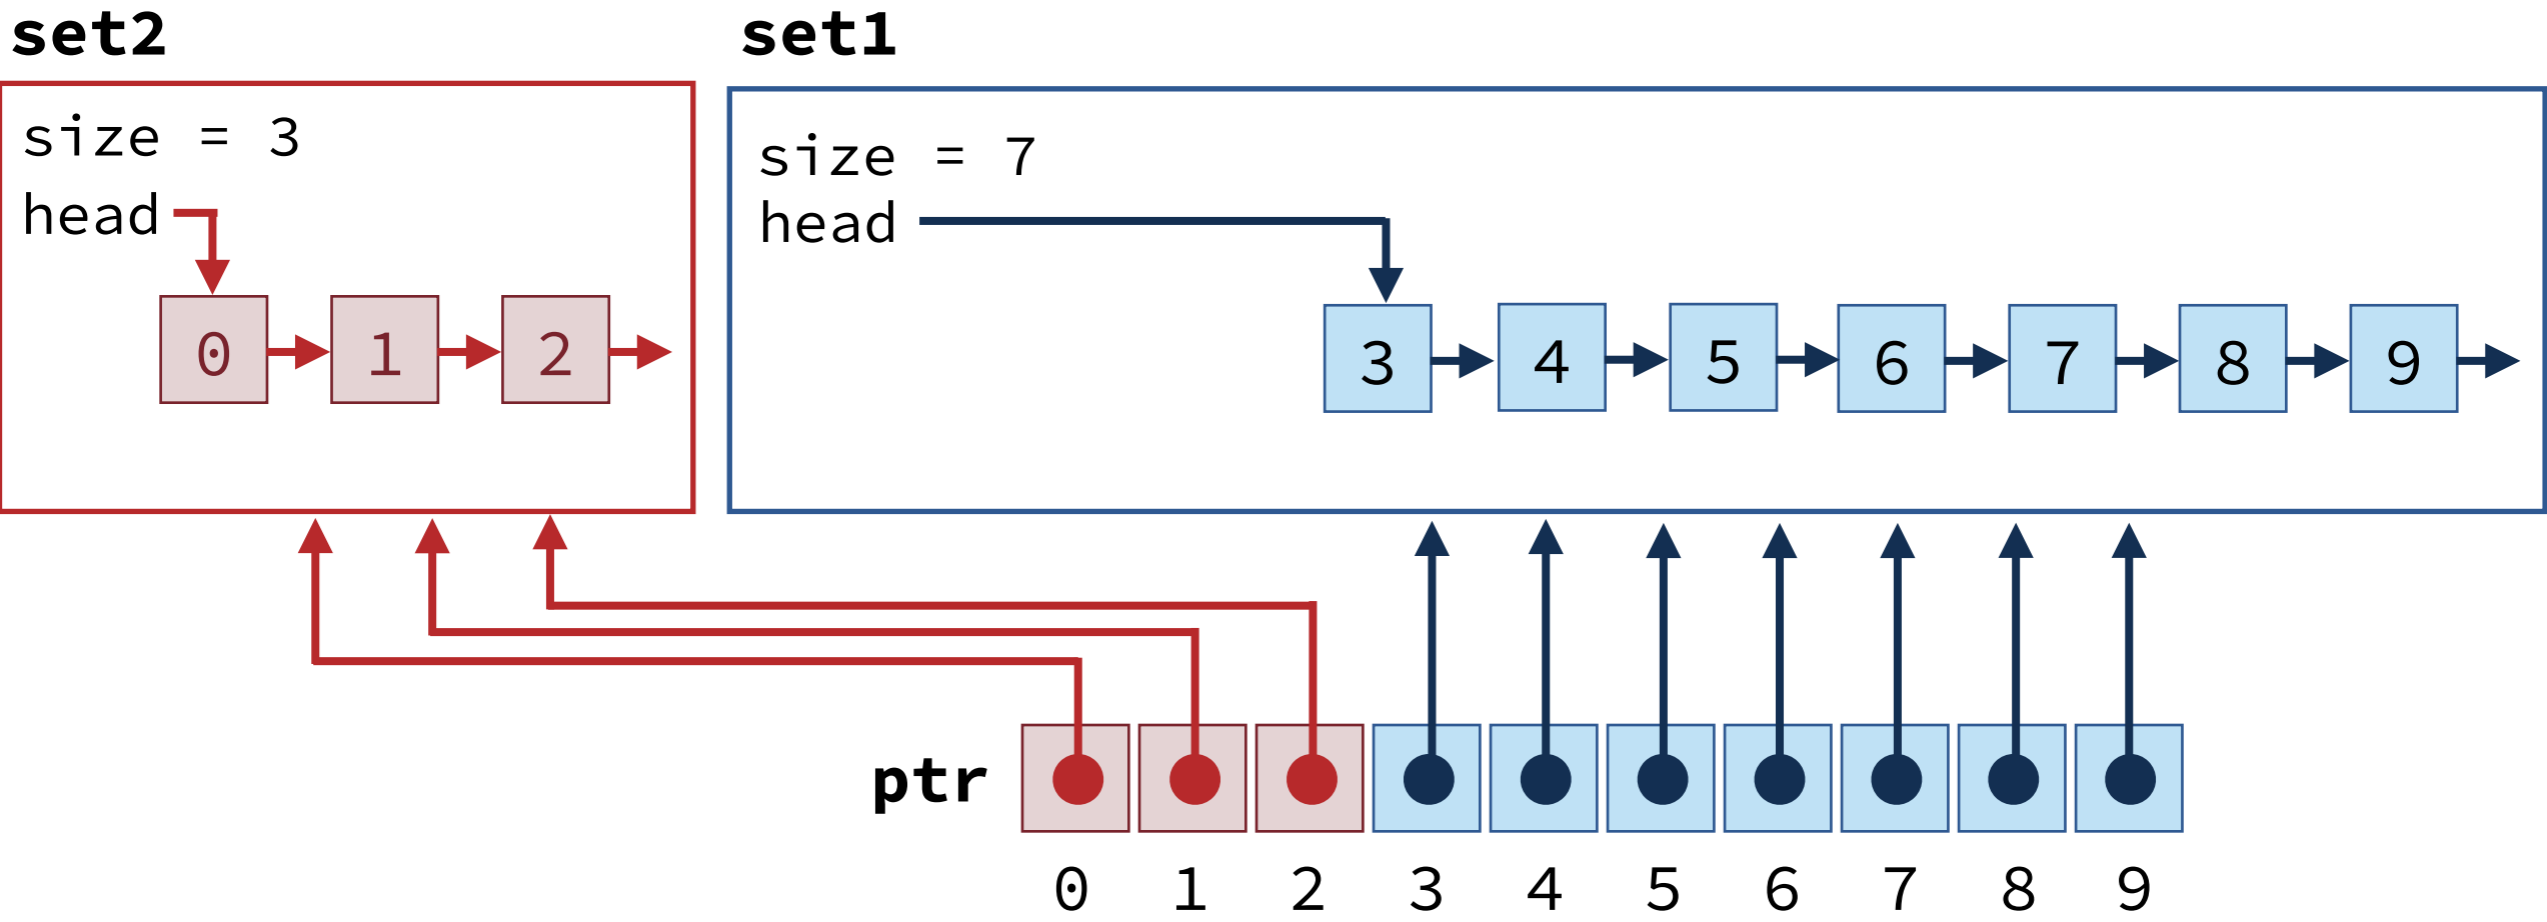 set2
size = 3
head
0 1 2
set1
size = 7
head
3 4 5 6 7 8 9
ptr
0 1 2 3 4 5 6 7 8 9